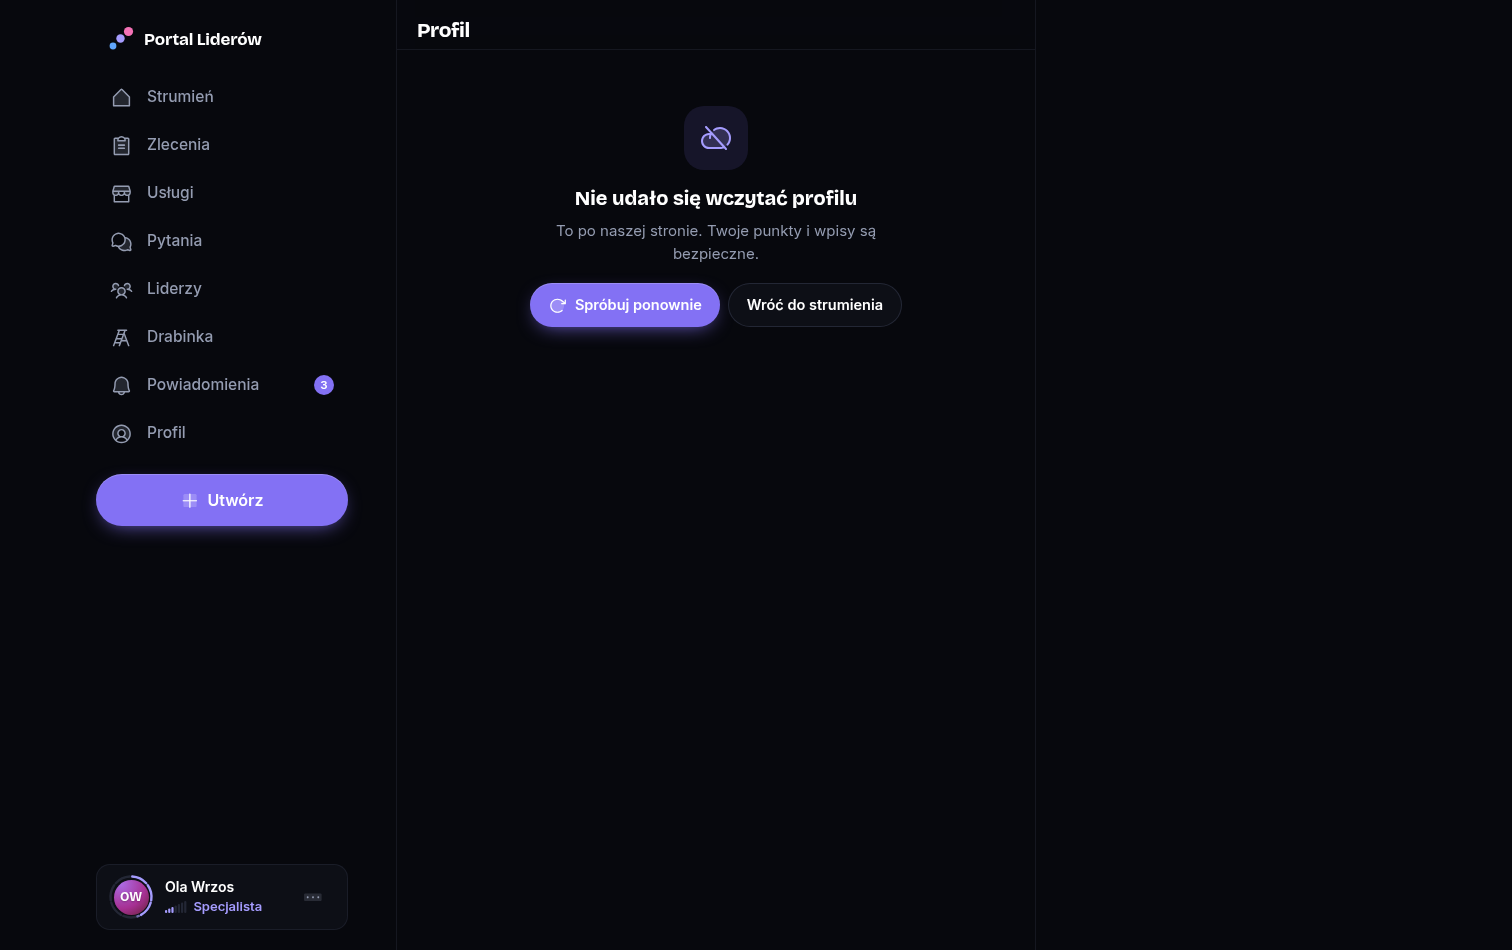 Portal Liderów
Strumień
Zlecenia
Usługi
Pytania
Liderzy
Drabinka
Powiadomienia 3
Profil
Utwórz
OW
Ola Wrzos
Specjalista
Profil
Nie udało się wczytać profilu
To po naszej stronie. Twoje punkty i wpisy są
bezpieczne.
Spróbuj ponownie
Wróć do strumienia